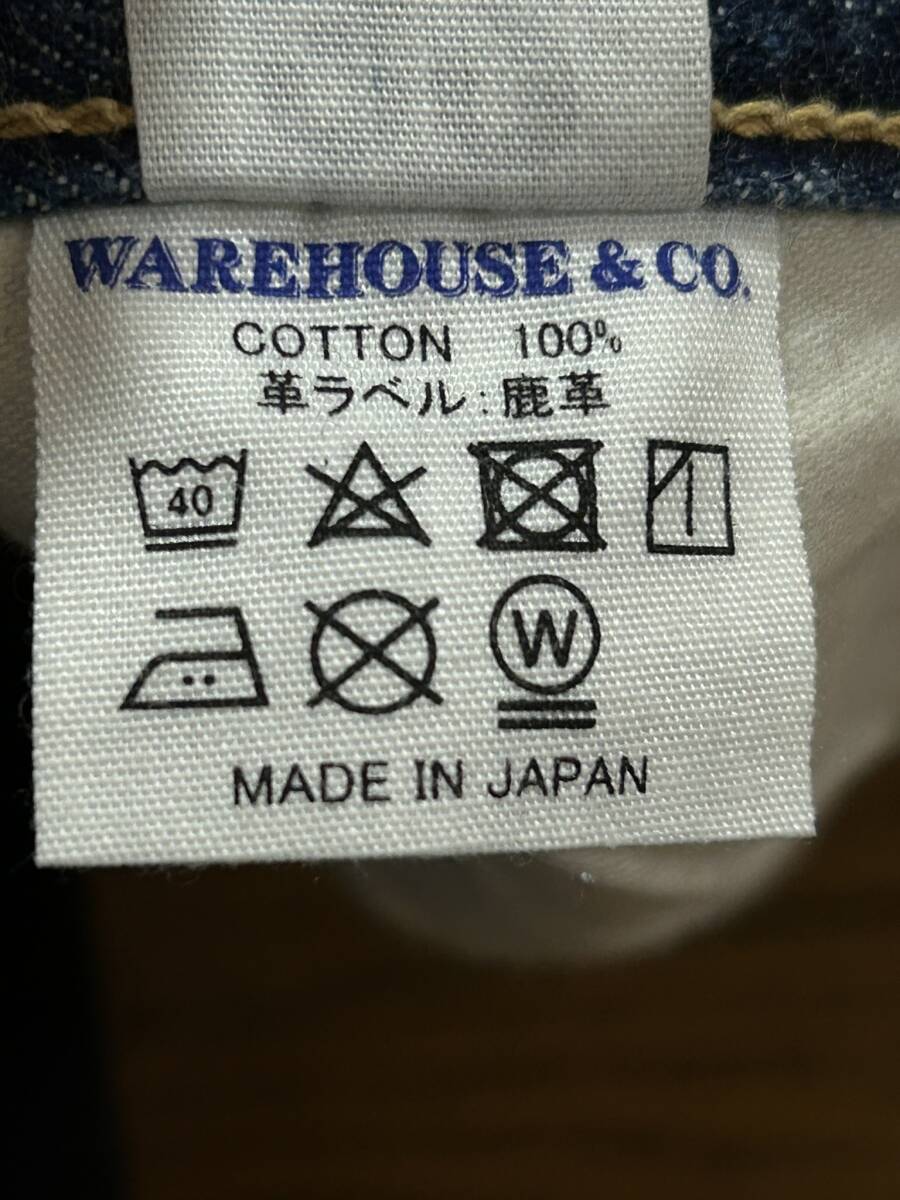 WAREHOUSE & CO.
COTTON 100%
革ラベル:鹿革
40
W
MADE IN JAPAN